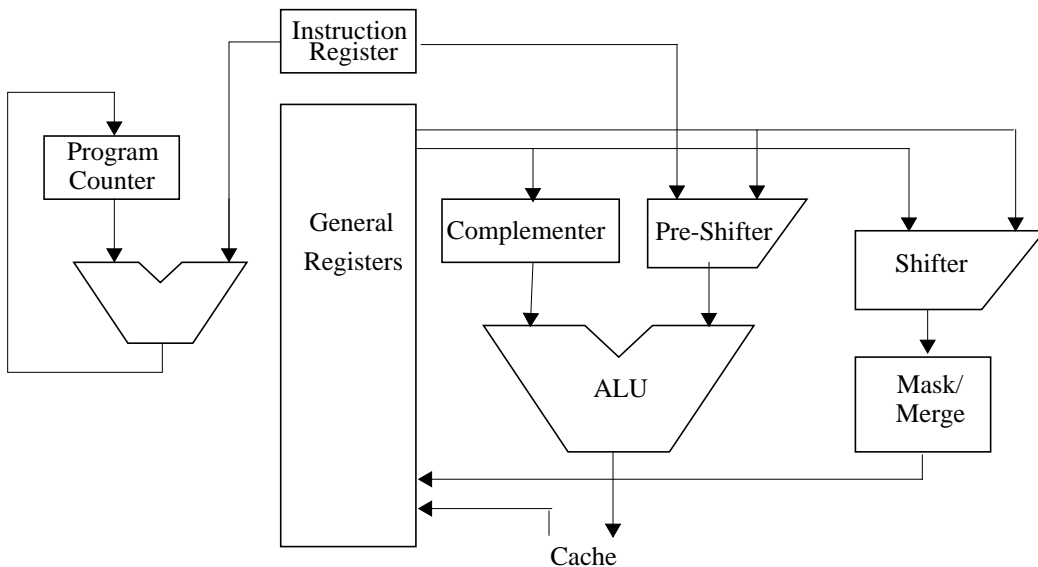 Instruction
Register
Program
Counter
General
Registers
Complementer
Pre-Shifter
Shifter
ALU
Mask/
Merge
Cache